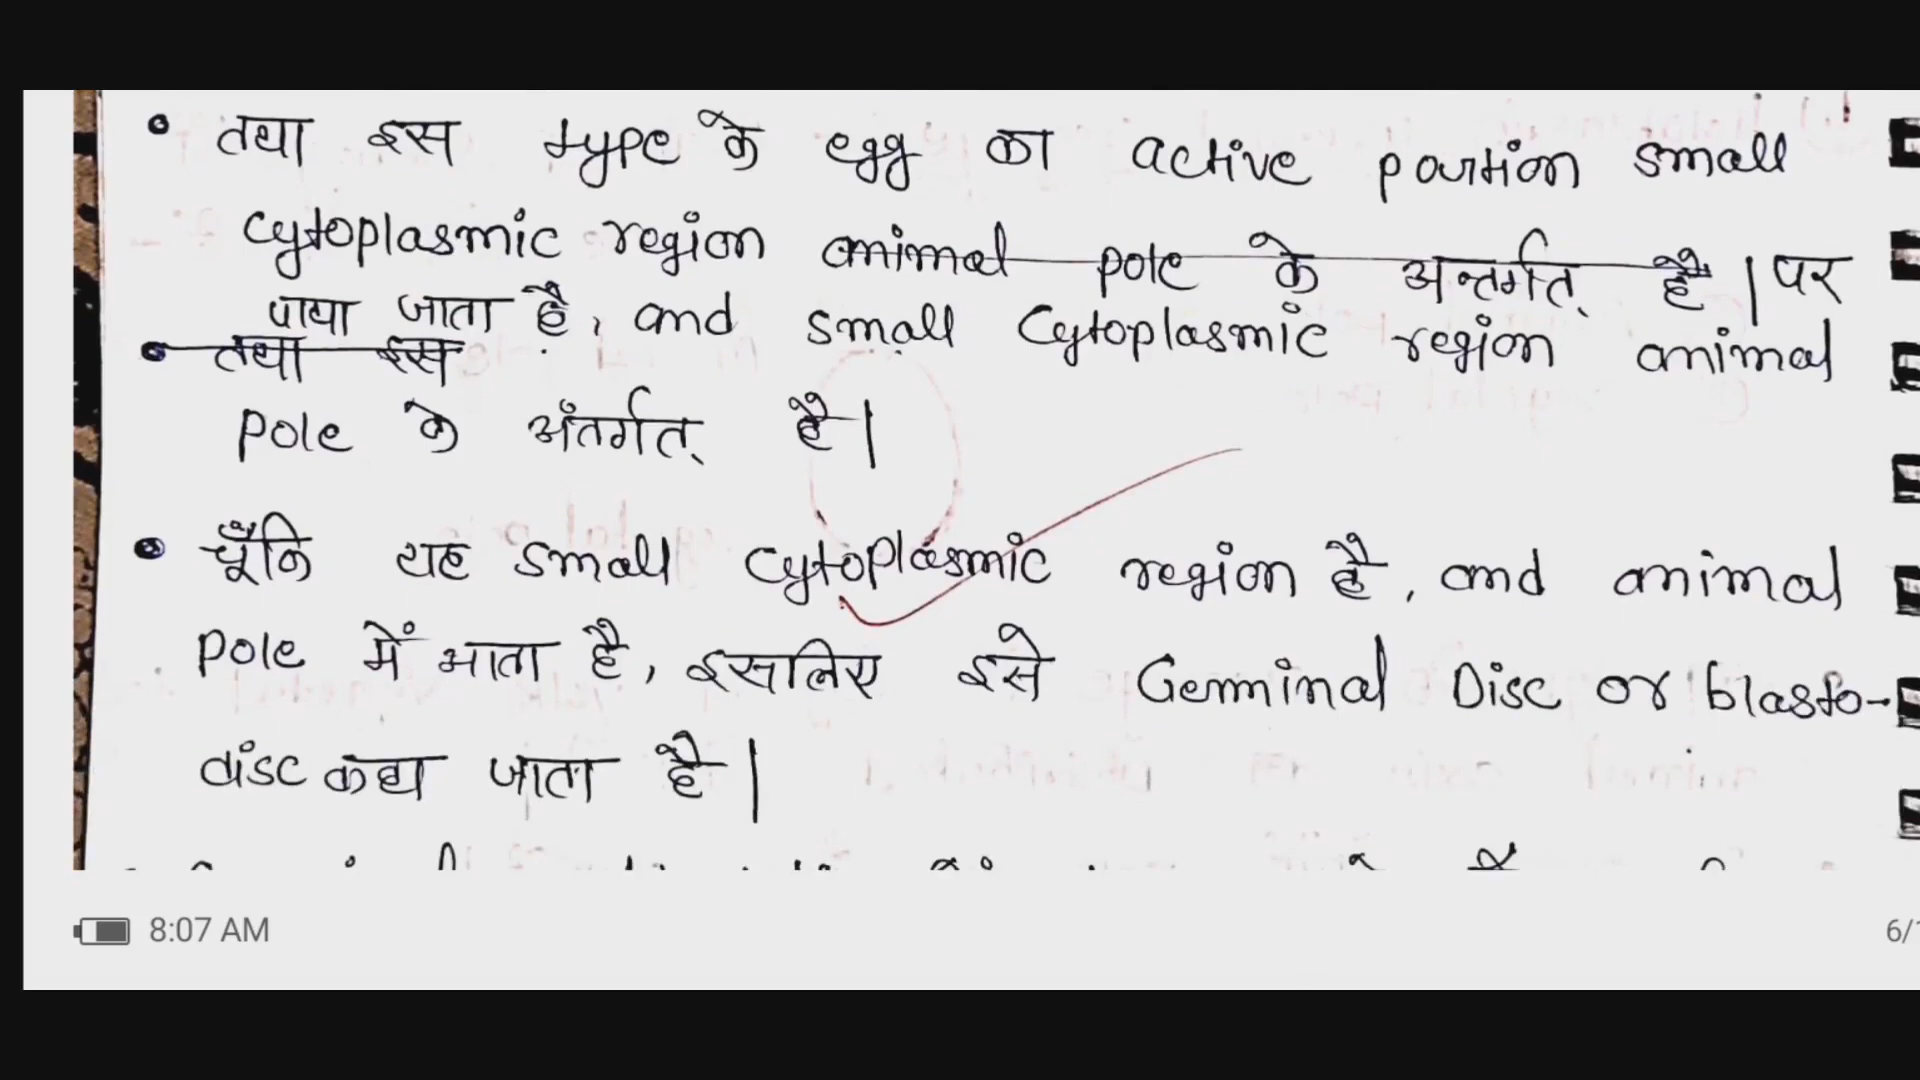 • तथा इस type के egg का active portion small
cytoplasmic region animal pole के अन्तर्गत् है। पर
पाया जाता है, and small cytoplasmic region animal
• तथा इस
pole के अंतर्गत् है।
• चूँकि यह small cytoplasmic region है, and animal
pole में आता है, इसलिए इसे Germinal Disc or blasto-
disc कहा जाता है।
8:07 AM